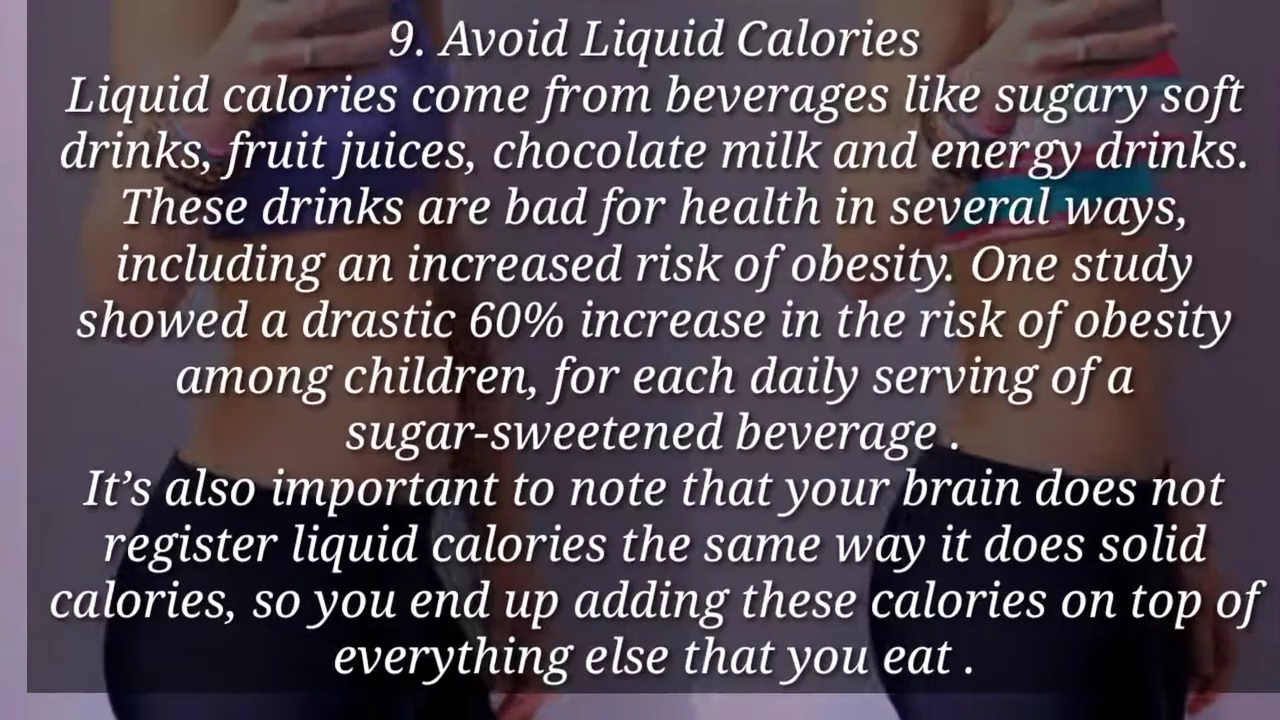 9. Avoid Liquid Calories
Liquid calories come from beverages like sugary soft
drinks, fruit juices, chocolate milk and energy drinks.
These drinks are bad for health in several ways,
including an increased risk of obesity. One study
showed a drastic 60% increase in the risk of obesity
among children, for each daily serving of a
sugar-sweetened beverage .
It’s also important to note that your brain does not
register liquid calories the same way it does solid
calories, so you end up adding these calories on top of
everything else that you eat .